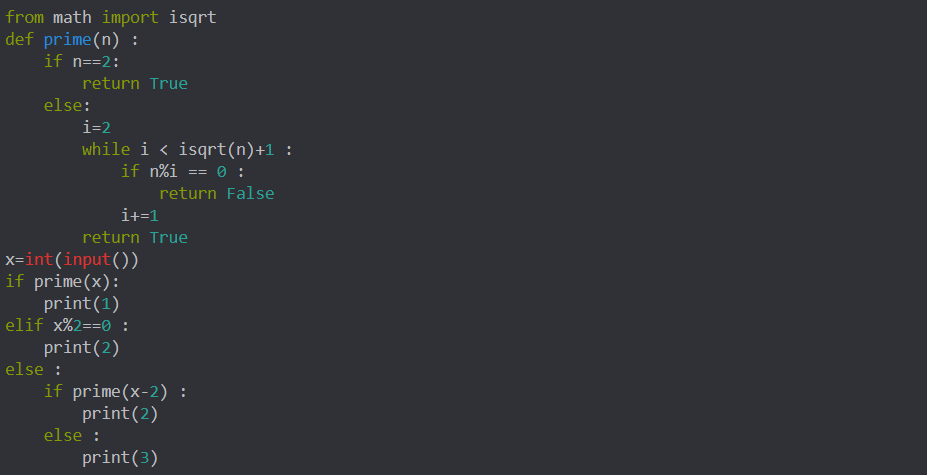 from math import isqrt
def prime(n) :
    if n==2:
        return True
    else:
        i=2
        while i < isqrt(n)+1 :
            if n%i == 0 :
                return False
            i+=1
        return True
x=int(input())
if prime(x):
    print(1)
elif x%2==0 :
    print(2)
else :
    if prime(x-2) :
        print(2)
    else :
        print(3)